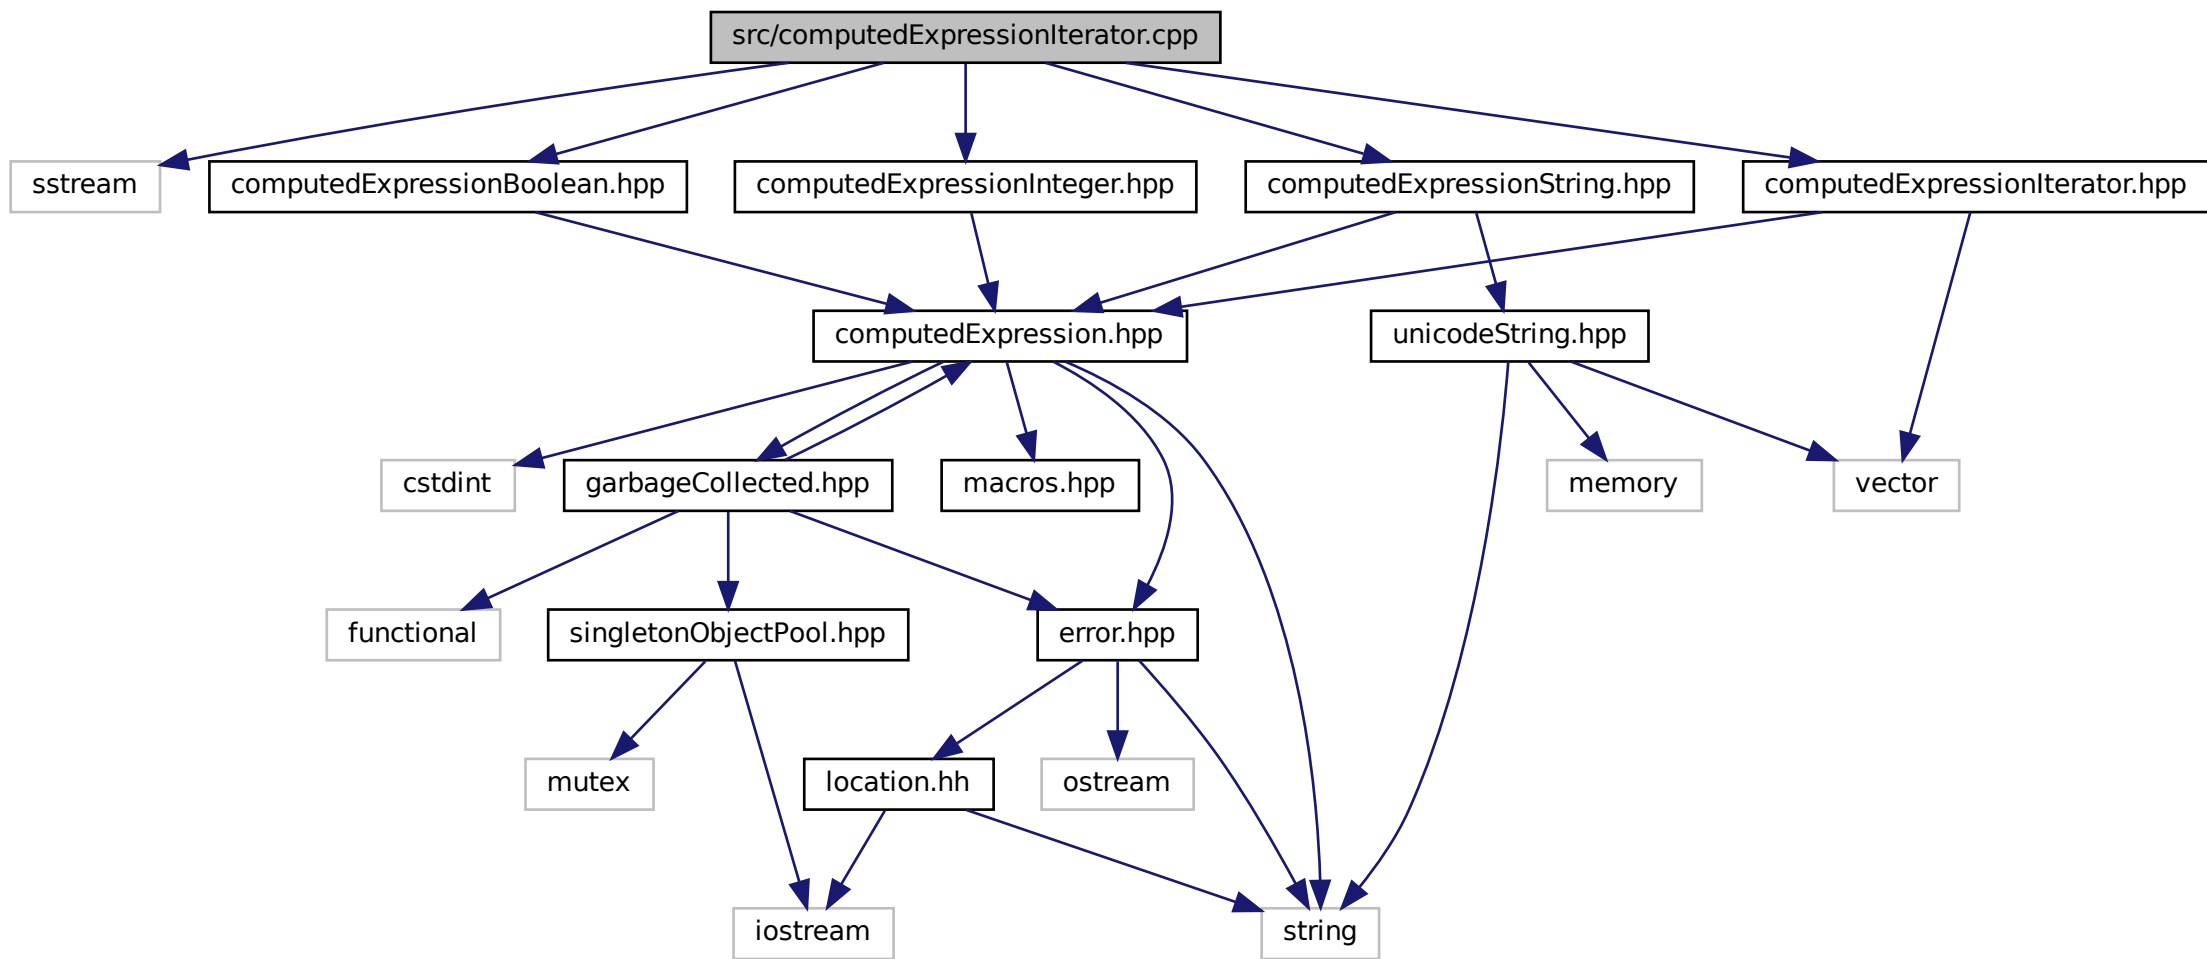 src/computedExpressionIterator.cpp
sstream
computedExpressionBoolean.hpp
computedExpressionInteger.hpp
computedExpressionString.hpp
computedExpressionIterator.hpp
computedExpression.hpp
unicodeString.hpp
cstdint
garbageCollected.hpp
macros.hpp
memory
vector
functional
singletonObjectPool.hpp
error.hpp
mutex
location.hh
ostream
iostream
string